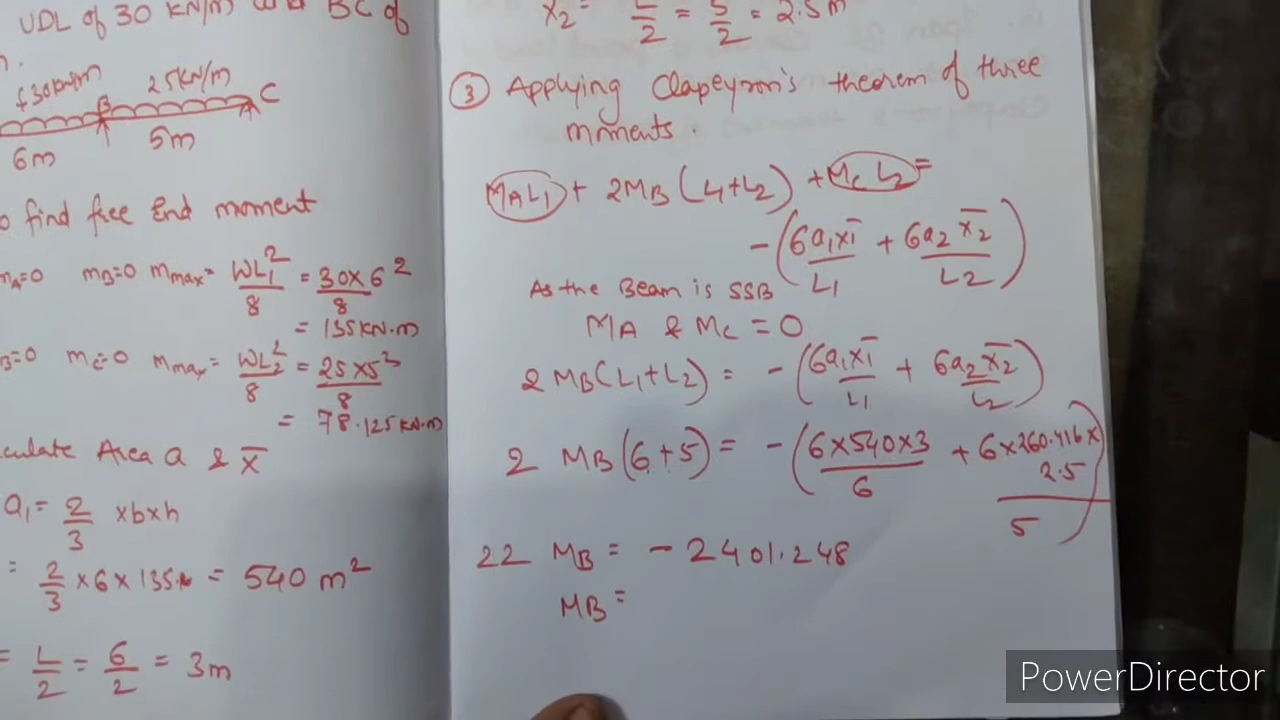 UDL of 30 KN/m BC of
30KN/m B 25KN/m C
6m 5m
find free End moment
MA=0 MB=0 Mmax= WL₁²/8 = 30×6²/8
= 135KN.m
B=0 Mc=0 Mmax= WL₂²/8 = 25×5²/8
= 78.125KN.m
culate Area a & x̄
a₁= 2/3 ×b×h
= 2/3 ×6×135 = 540 m²
= L/2 = 6/2 = 3m
x₂= L/2 = 5/2 = 2.5m
③ Applying Clapeyron's theorem of three
moments.
MAL₁ + 2MB (L₁+L₂) + Mc L₂ =
-(6a₁x̄₁/L₁ + 6a₂x̄₂/L₂)
As the Beam is SSB
MA & Mc = 0
2 MB(L₁+L₂) = -(6a₁x̄₁/L₁ + 6a₂x̄₂/L₂)
2 MB(6+5) = -(6×540×3/6 + 6×260.416×2.5/5)
22 MB = -2401.248
MB =
PowerDirector